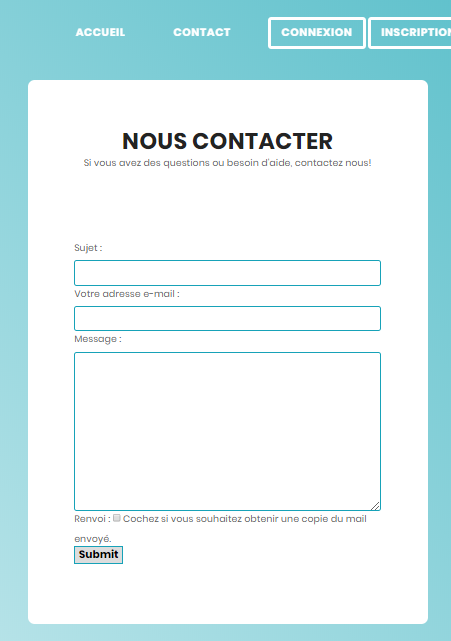 ACCUEIL CONTACT CONNEXION INSCRIPTION
NOUS CONTACTER
Si vous avez des questions ou besoin d'aide, contactez nous!
Sujet :
Votre adresse e-mail :
Message :
Renvoi : Cochez si vous souhaitez obtenir une copie du mail
envoyé.
Submit